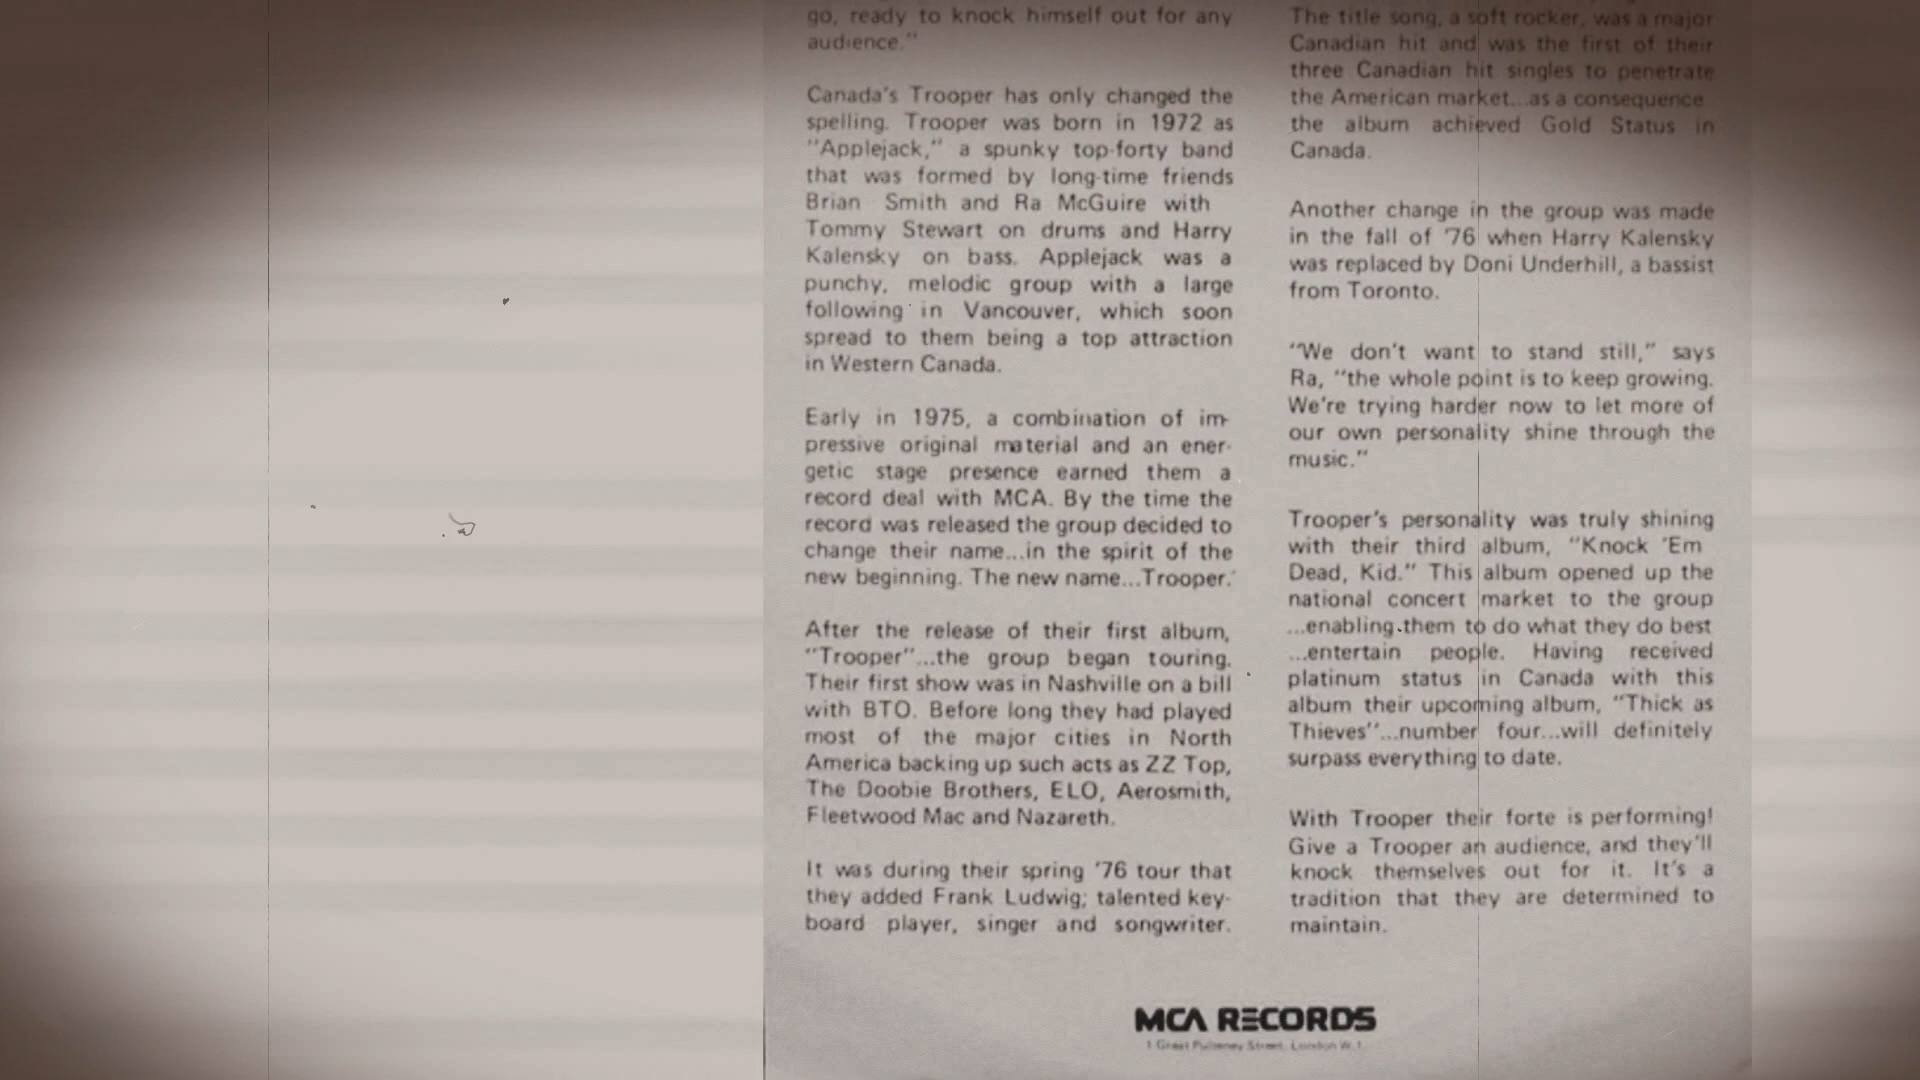 go, ready to knock himself out for any
audience."
Canada's Trooper has only changed the
spelling. Trooper was born in 1972 as
"Applejack," a spunky top-forty band
that was formed by long-time friends
Brian Smith and Ra McGuire with
Tommy Stewart on drums and Harry
Kalensky on bass. Applejack was a
punchy, melodic group with a large
following in Vancouver, which soon
spread to them being a top attraction
in Western Canada.
Early in 1975, a combination of im-
pressive original material and an ener-
getic stage presence earned them a
record deal with MCA. By the time the
record was released the group decided to
change their name...in the spirit of the
new beginning. The new name...Trooper.
After the release of their first album,
"Trooper"...the group began touring.
Their first show was in Nashville on a bill
with BTO. Before long they had played
most of the major cities in North
America backing up such acts as ZZ Top,
The Doobie Brothers, ELO, Aerosmith,
Fleetwood Mac and Nazareth.
It was during their spring '76 tour that
they added Frank Ludwig; talented key-
board player, singer and songwriter.
The title song, a soft rocker, was a major
Canadian hit and was the first of their
three Canadian hit singles to penetrate
the American market...as a consequence
the album achieved Gold Status in
Canada.
Another change in the group was made
in the fall of '76 when Harry Kalensky
was replaced by Doni Underhill, a bassist
from Toronto.
"We don't want to stand still," says
Ra, "the whole point is to keep growing.
We're trying harder now to let more of
our own personality shine through the
music."
Trooper's personality was truly shining
with their third album, "Knock 'Em
Dead, Kid." This album opened up the
national concert market to the group
...enabling them to do what they do best
...entertain people. Having received
platinum status in Canada with this
album their upcoming album, "Thick as
Thieves"...number four...will definitely
surpass everything to date.
With Trooper their forte is performing!
Give a Trooper an audience, and they'll
knock themselves out for it. It's a
tradition that they are determined to
maintain.
MCA RECORDS
1 Great Pulteney Street, London W.1.